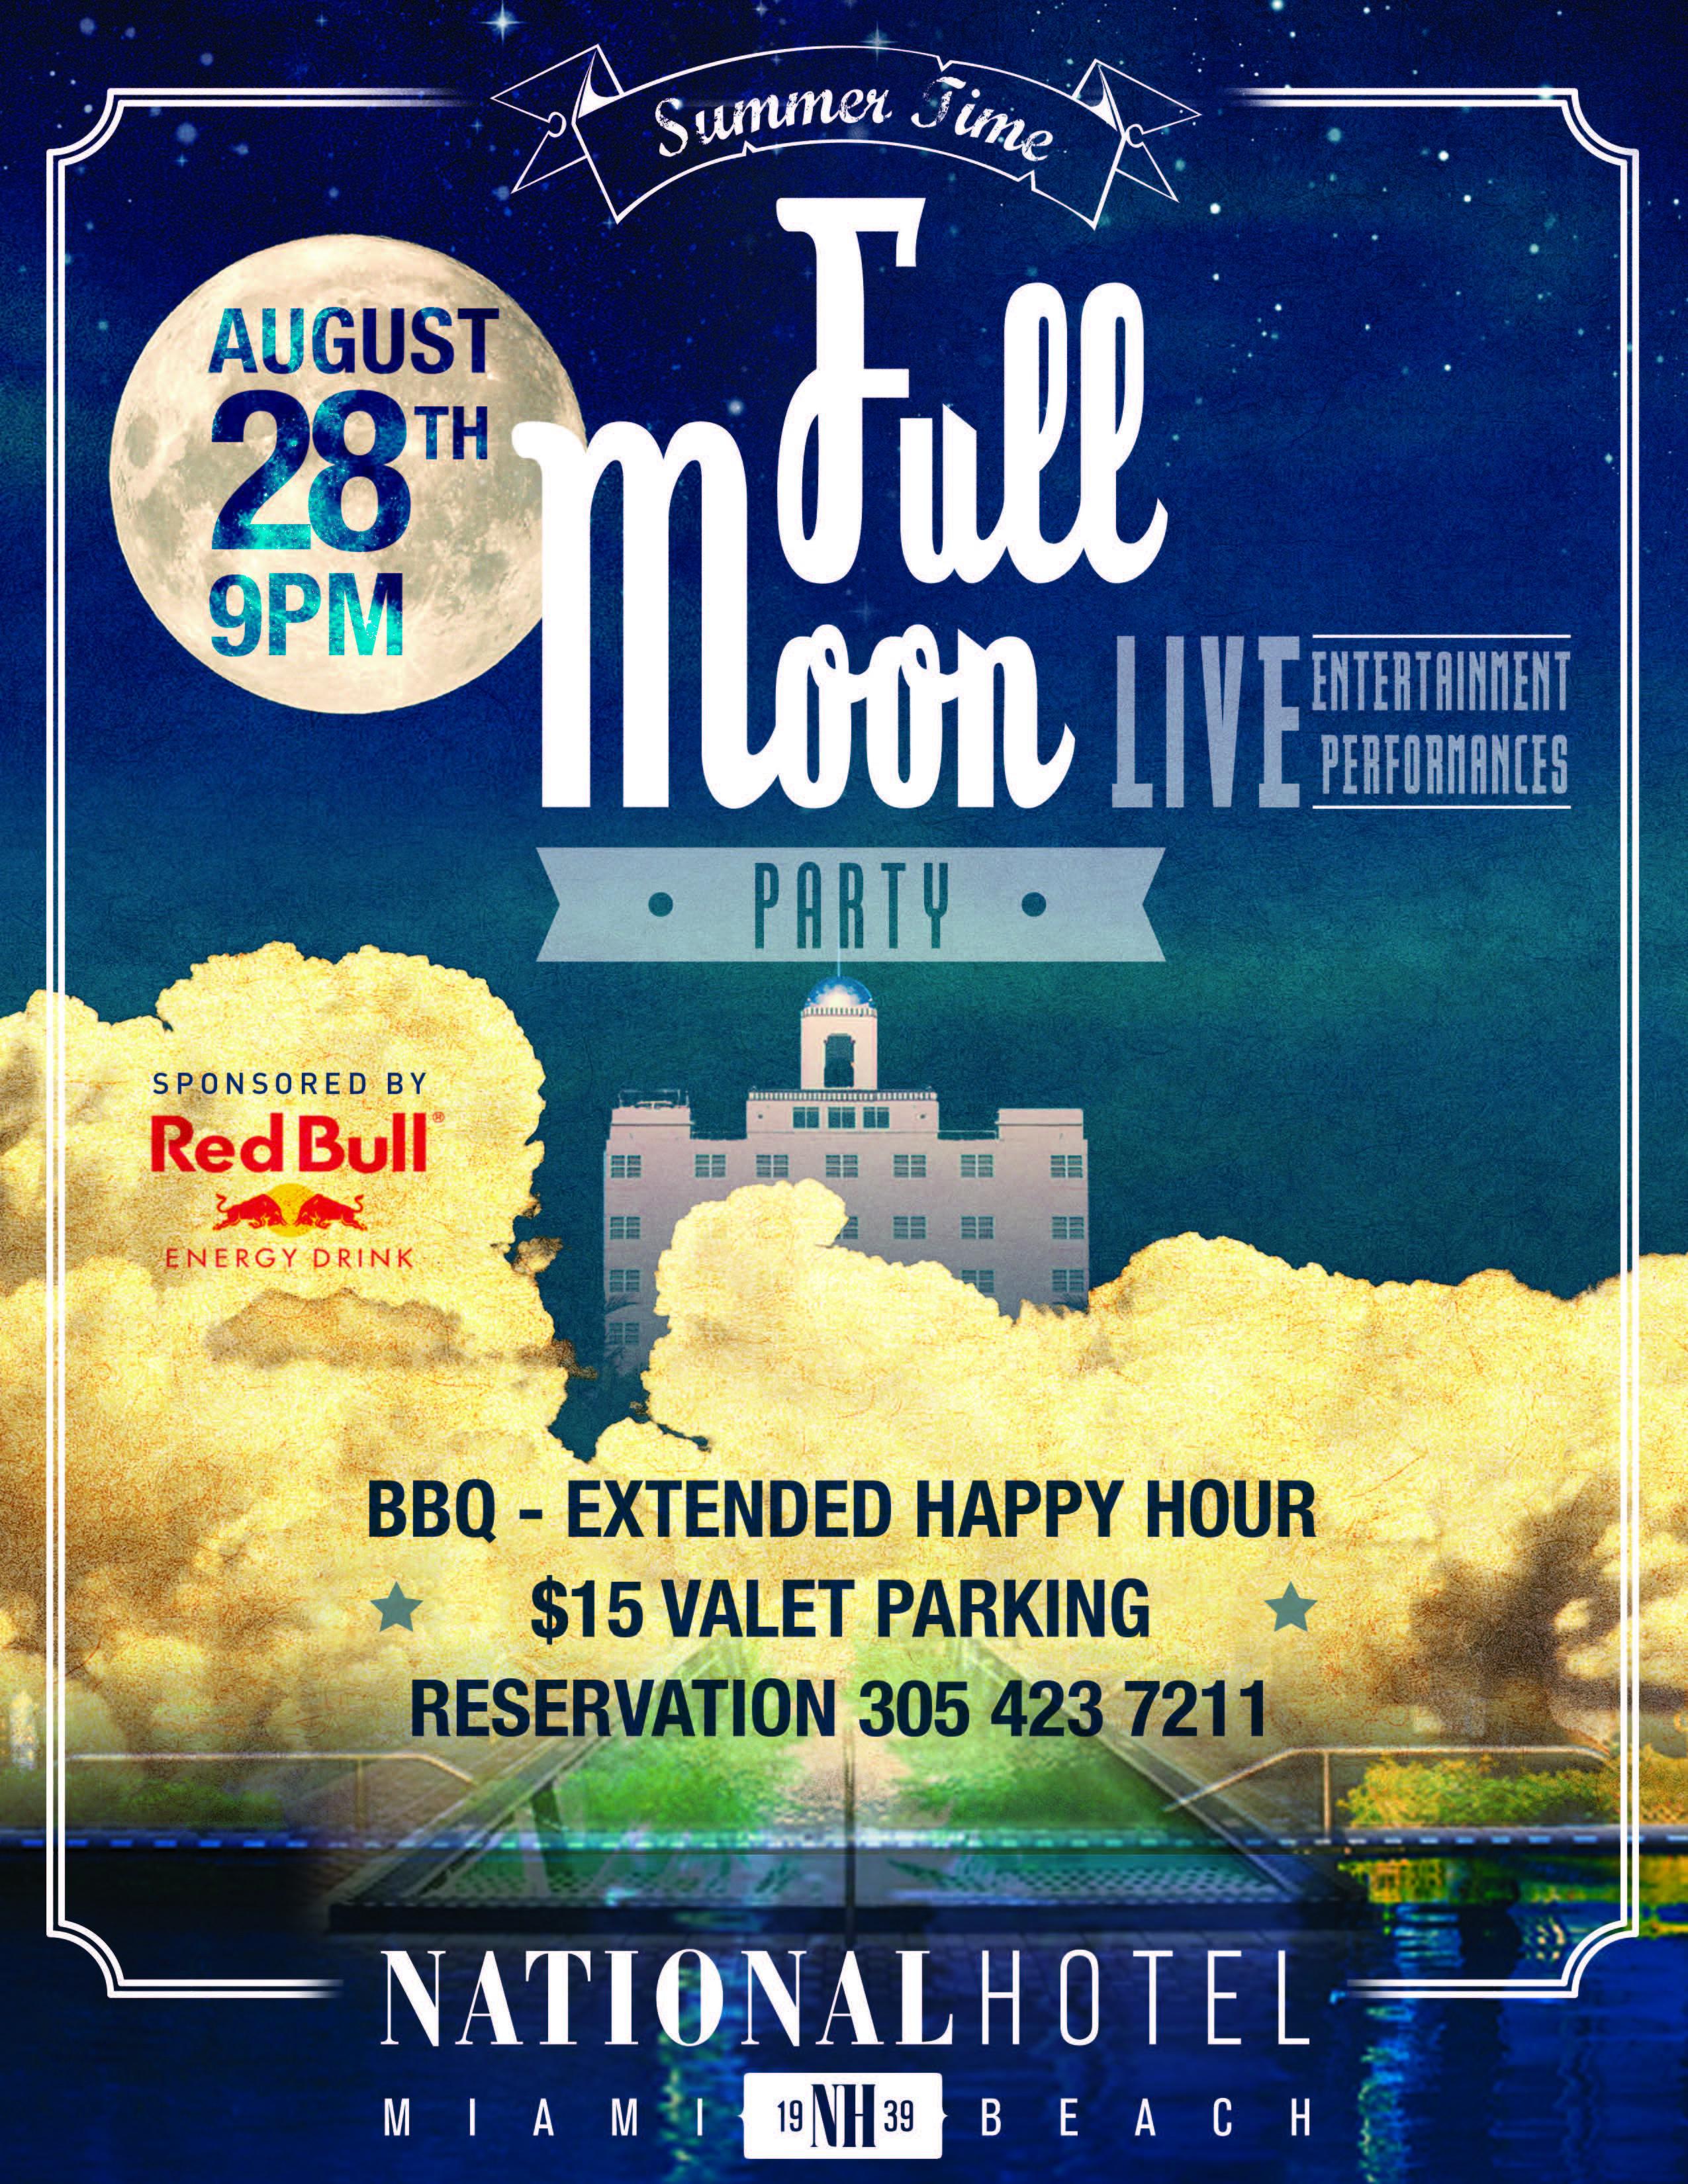 Summer Time
AUGUST
28TH
9PM
Full
Moon
LIVE ENTERTAINMENT
PERFORMANCES
PARTY
SPONSORED BY
Red Bull®
ENERGY DRINK
BBQ - EXTENDED HAPPY HOUR
$15 VALET PARKING
RESERVATION 305 423 7211
NATIONAL HOTEL
MIAMI 19 NH 39 BEACH